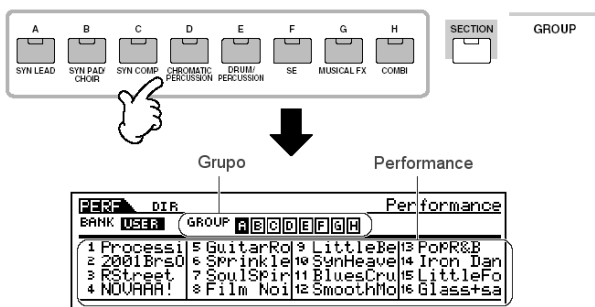 A B C D E F G H SECTION GROUP
SYN LEAD SYN PAD/ CHOIR SYN COMP CHROMATIC PERCUSSION DRUM/ PERCUSSION SE MUSICAL FX COMBI
Grupo Performance
PERF DIR Performance
BANK USER GROUP A B C D E F G H
1 Processi 5 GuitarRo 9 LittleBe 13 PoPR&B
2 2001BrsO 6 Sprinkle 10 SynHeave 14 Iron Dan
3 RStreet 7 SoulSpir 11 BluesCru 15 LittleFo
4 NOVAAA! 8 Film Noi 12 SmoothMo 16 Glass+sa